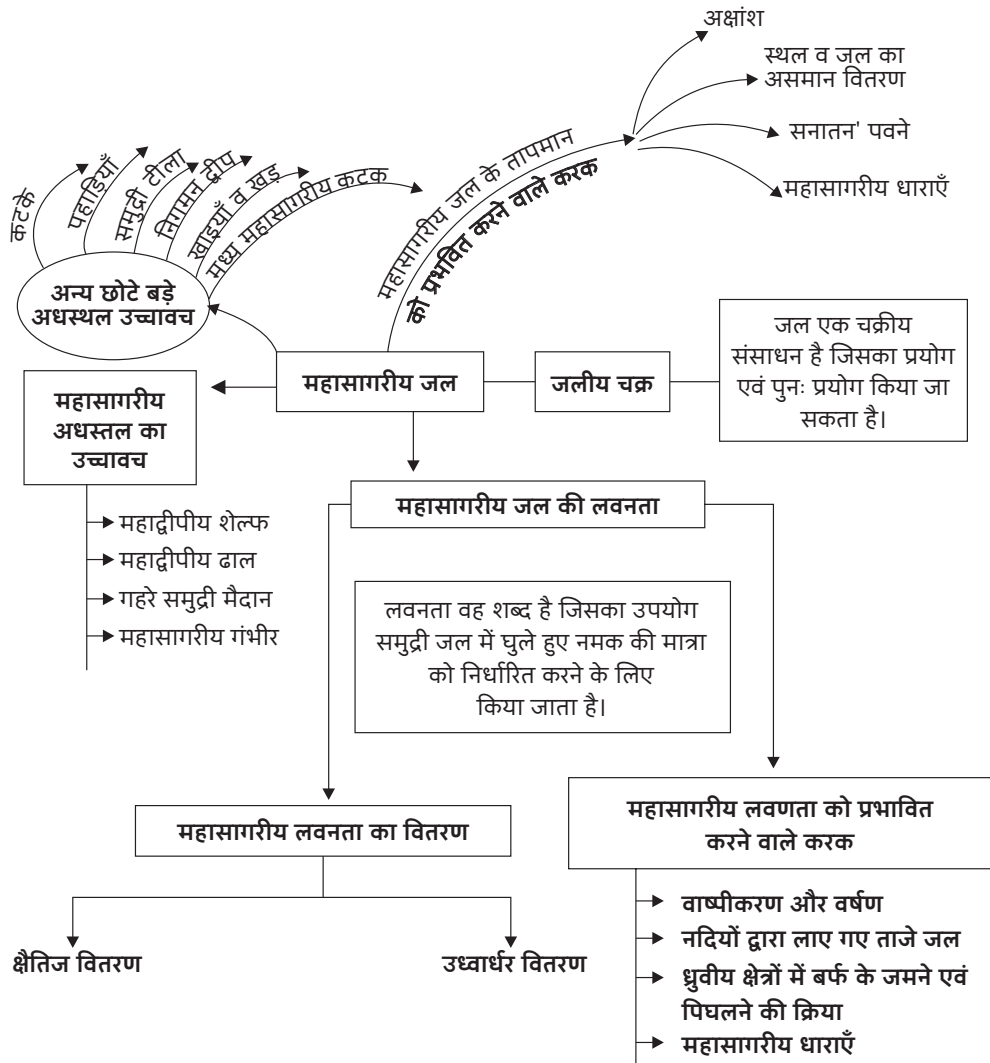 अक्षांश
स्थल व जल का
असमान वितरण
सनातन' पवने
महासागरीय धाराएँ
महासागरीय जल के तापमान
को प्रभवित करने वाले करक
कटके
पहाडियाँ
समुद्री टीला
निगमन द्वीप
खाइयाँ व खड़
मध्य महासागरीय कटक
अन्य छोटे बड़े
अधस्थल उच्चावच
महासागरीय जल
जलीय चक्र
जल एक चक्रीय
संसाधन है जिसका प्रयोग
एवं पुनः प्रयोग किया जा
सकता है।
महासागरीय
अधस्तल का
उच्चावच
महाद्वीपीय शेल्फ
महाद्वीपीय ढाल
गहरे समुद्री मैदान
महासागरीय गंभीर
महासागरीय जल की लवनता
लवनता वह शब्द है जिसका उपयोग
समुद्री जल में घुले हुए नमक की मात्रा
को निर्धारित करने के लिए
किया जाता है।
महासागरीय लवनता का वितरण
क्षैतिज वितरण
उध्वार्धर वितरण
महासागरीय लवणता को प्रभावित
करने वाले करक
वाष्पीकरण और वर्षण
नदियों द्वारा लाए गए ताजे जल
ध्रुवीय क्षेत्रों में बर्फ के जमने एवं
पिघलने की क्रिया
महासागरीय धाराएँ